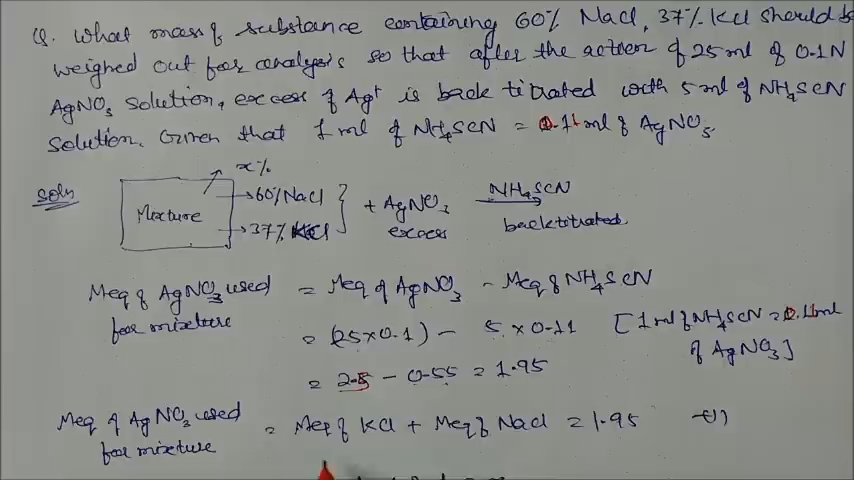 Q. What mass of substance containing 60% NaCl, 37% KCl should be
weighed out for analysis so that after the action of 25 ml of 0.1N
AgNO3 solution, excess of Ag+ is back titrated with 5 ml of NH4SCN
solution. Given that 1 ml of NH4SCN = 1.1 ml of AgNO3.
x%
Soln
Mixture
60% NaCl
37% KCl
+ AgNO3
excess
NH4SCN
backtitrated
Meq of AgNO3 used
for mixture
= Meq of AgNO3 - Meq of NH4SCN
= (25×0.1) - 5 × 0.11 [1 ml of NH4SCN = 1.1ml
of AgNO3]
= 2.5 - 0.55 = 1.95
Meq of AgNO3 used
for mixture
= Meq of KCl + Meq of NaCl = 1.95 -(1)